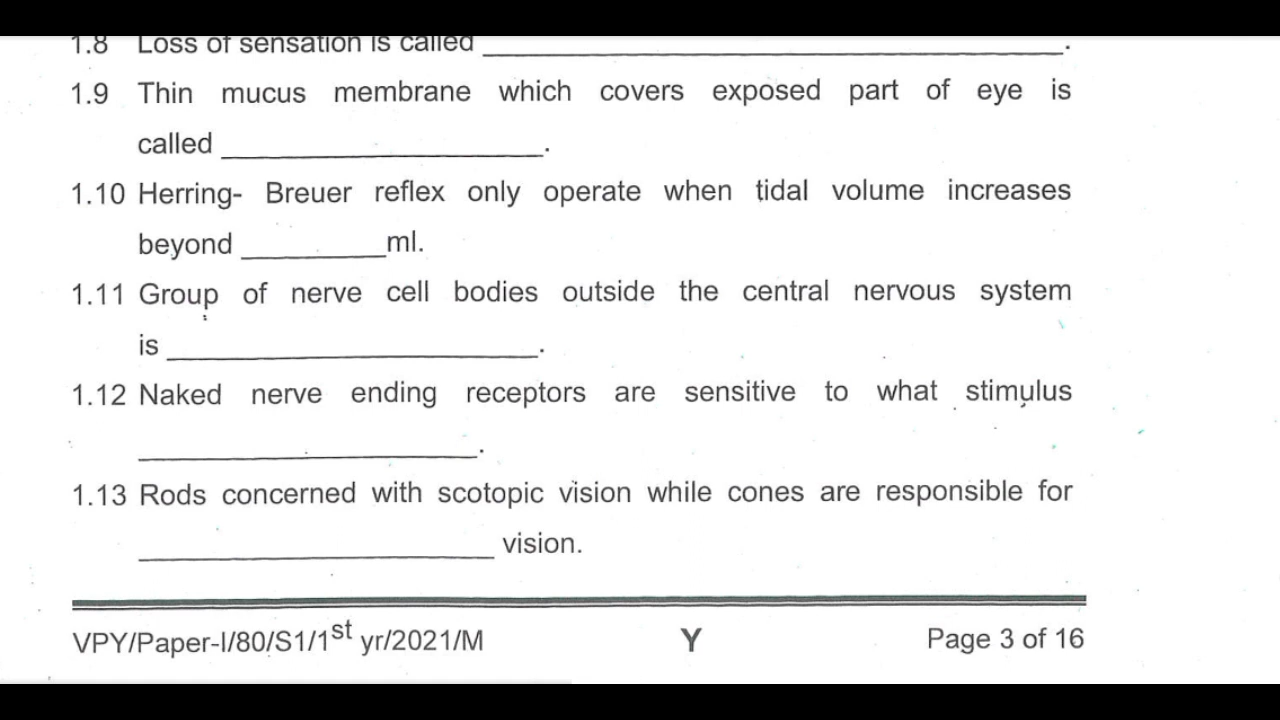 1.8 Loss of sensation is called ____________________.
1.9 Thin mucus membrane which covers exposed part of eye is
called ____________________.
1.10 Herring- Breuer reflex only operate when tidal volume increases
beyond _________ml.
1.11 Group of nerve cell bodies outside the central nervous system
is ____________________.
1.12 Naked nerve ending receptors are sensitive to what stimulus
____________________.
1.13 Rods concerned with scotopic vision while cones are responsible for
____________________ vision.
VPY/Paper-I/80/S1/1st yr/2021/M Y Page 3 of 16